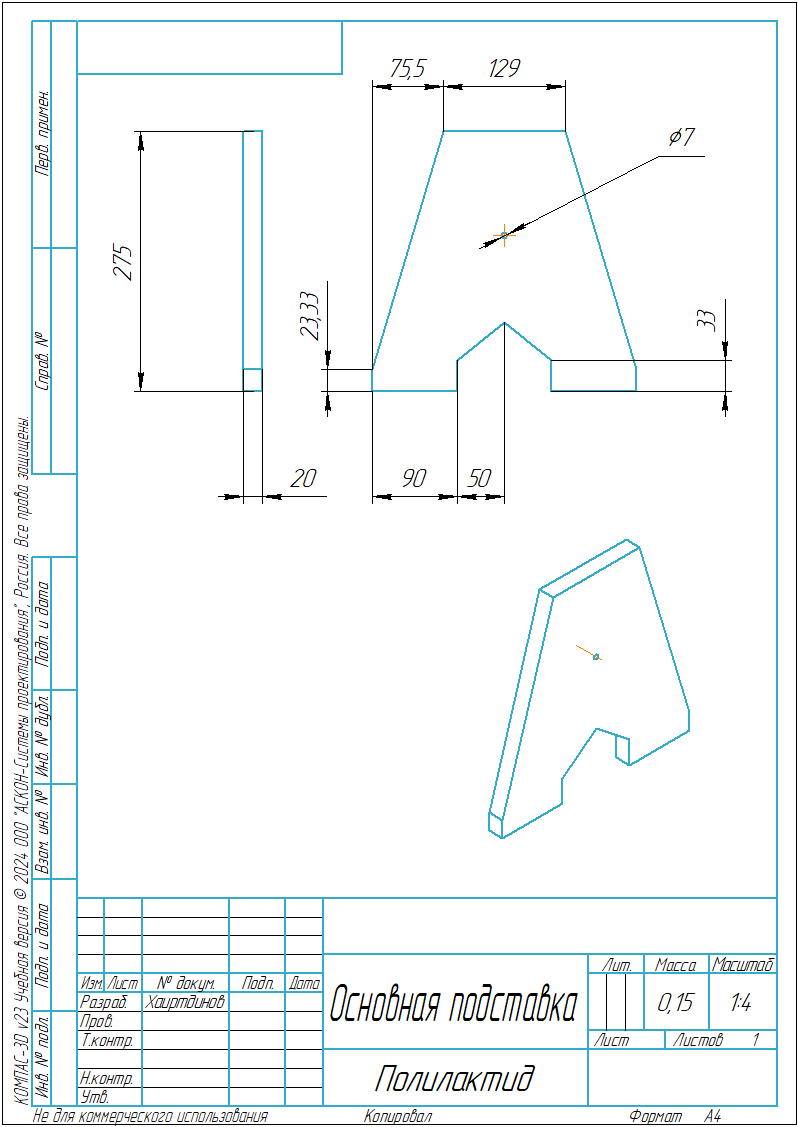 Перв. примен.
Справ. №
Подп. и дата
Инв. № дубл.
Взам. инв. №
Подп. и дата
Инв. № подл.
КОМПАС-3D v23 Учебная версия © 2024 ООО "АСКОН-Системы проектирования", Россия. Все права защищены.
75,5
129
⌀7
275
23,33
33
20
90
50
Изм. Лист № докум. Подп. Дата
Разраб. Хаиртдинов
Пров.
Т.контр.
Н.контр.
Утв.
Основная подставка
Полилактид
Лит. Масса Масштаб
0,15 1:4
Лист Листов 1
Не для коммерческого использования Копировал Формат А4